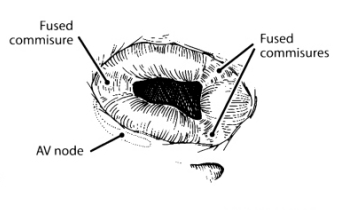 Fused
commisure
Fused
commisures
AV node